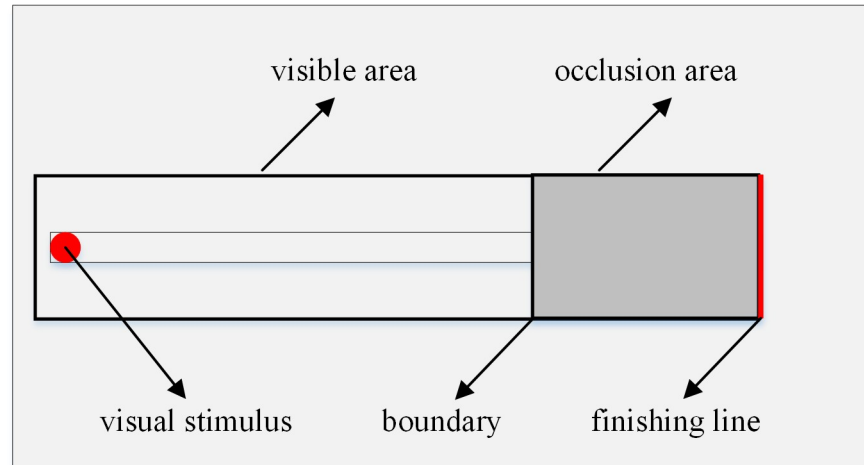 visible area
occlusion area
visual stimulus
boundary
finishing line